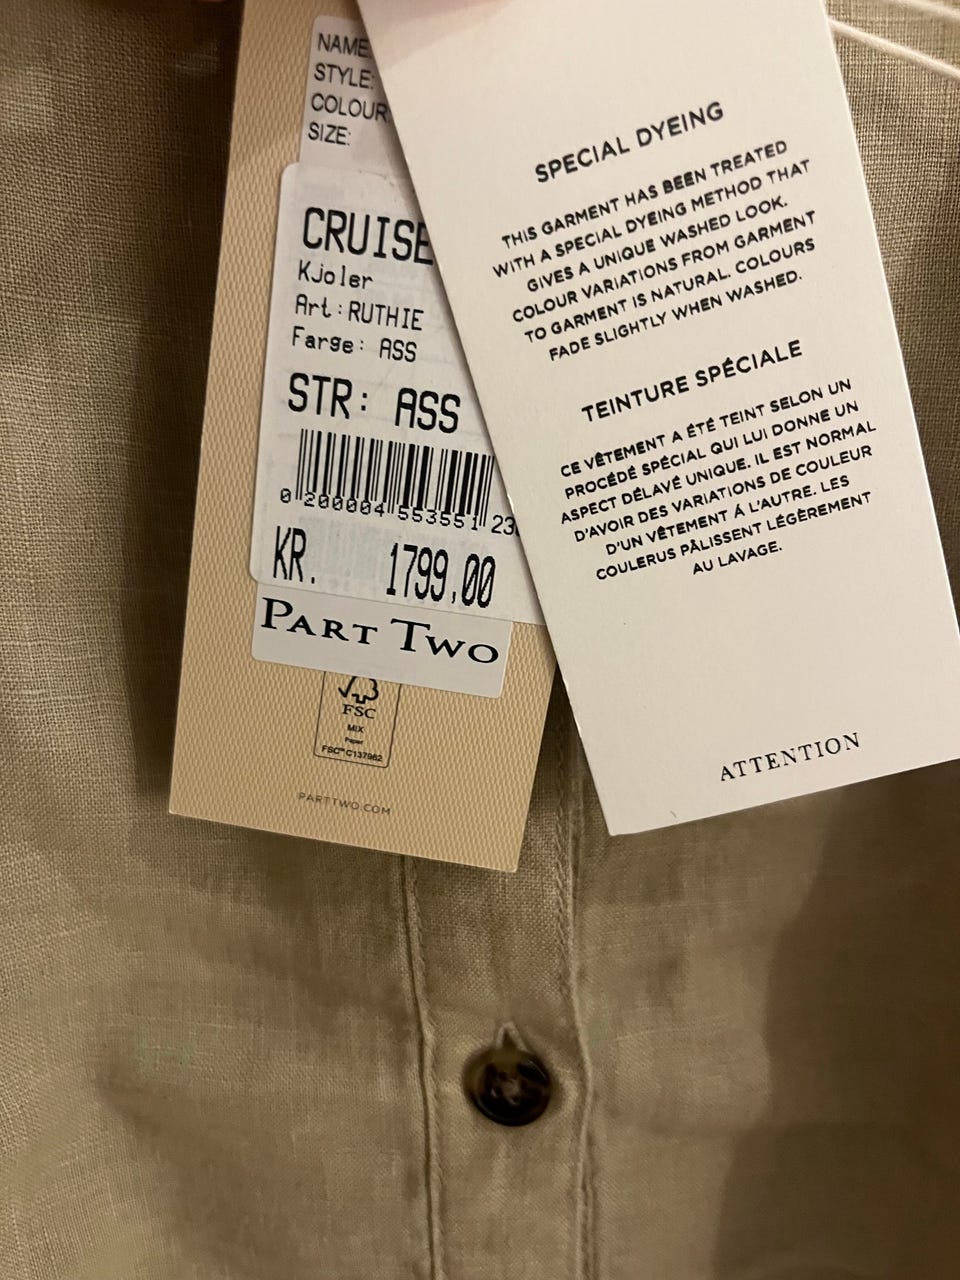 NAME
STYLE:
COLOUR
SIZE:
CRUISE
Kjoler
Art:RUTHIE
Farge: ASS
STR: ASS
0 200004 553551 23
KR. 1799,00
PART TWO
FSC
MIX
Paper
FSC™ C137982
PARTTWO.COM
SPECIAL DYEING
THIS GARMENT HAS BEEN TREATED
WITH A SPECIAL DYEING METHOD THAT
GIVES A UNIQUE WASHED LOOK.
COLOUR VARIATIONS FROM GARMENT
TO GARMENT IS NATURAL. COLOURS
FADE SLIGHTLY WHEN WASHED.
TEINTURE SPÉCIALE
CE VÊTEMENT A ÉTÉ TEINT SELON UN
PROCÉDÉ SPÉCIAL QUI LUI DONNE UN
ASPECT DÉLAVÉ UNIQUE. IL EST NORMAL
D'AVOIR DES VARIATIONS DE COULEUR
D'UN VÊTEMENT Á L'AUTRE. LES
COULERUS PÂLISSENT LÉGÈREMENT
AU LAVAGE.
ATTENTION